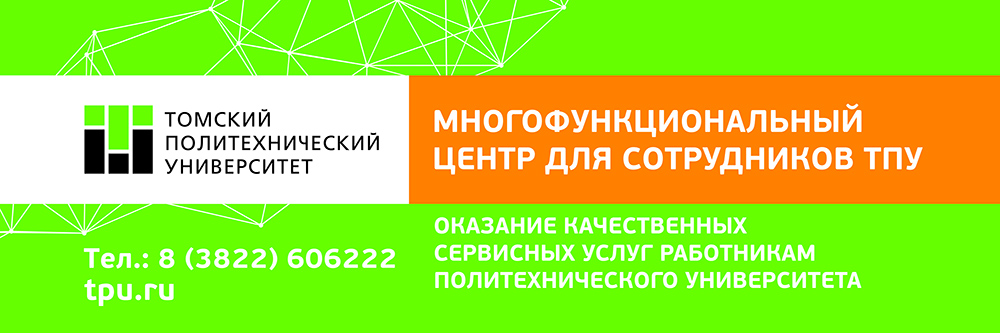 ТОМСКИЙ
ПОЛИТЕХНИЧЕСКИЙ
УНИВЕРСИТЕТ
МНОГОФУНКЦИОНАЛЬНЫЙ
ЦЕНТР ДЛЯ СОТРУДНИКОВ ТПУ
Тел.: 8 (3822) 606222
tpu.ru
ОКАЗАНИЕ КАЧЕСТВЕННЫХ
СЕРВИСНЫХ УСЛУГ РАБОТНИКАМ
ПОЛИТЕХНИЧЕСКОГО УНИВЕРСИТЕТА